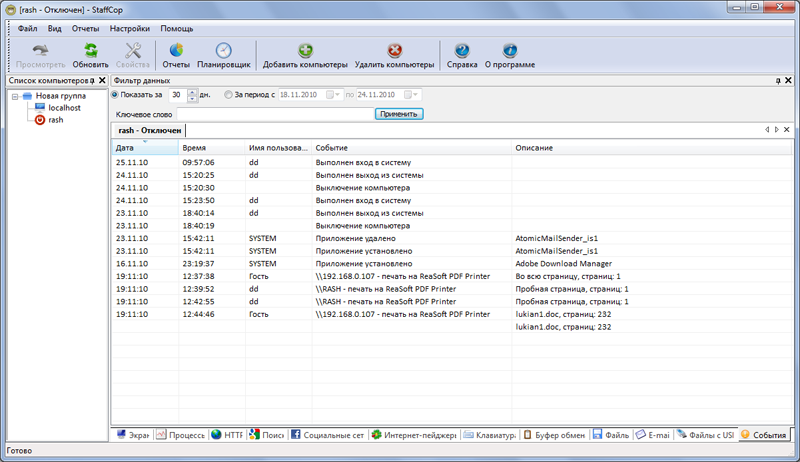 [rash - Отключен] - StaffCop
Файл Вид Отчеты Настройки Помощь
Просмотреть Обновить Свойства Отчеты Планировщик Добавить компьютеры Удалить компьютеры Справка О программе
Список компьютеров Фильтр данных
Новая группа
localhost
rash
Показать за 30 дн. За период с 18.11.2010 по 24.11.2010
Ключевое слово Применить
rash - Отключен
Дата Время Имя пользова... Событие Описание
25.11.10 09:57:06 dd Выполнен вход в систему
24.11.10 15:20:25 dd Выполнен выход из системы
24.11.10 15:20:30 Выключение компьютера
24.11.10 15:23:50 dd Выполнен вход в систему
23.11.10 18:40:14 dd Выполнен выход из системы
23.11.10 18:40:19 Выключение компьютера
23.11.10 15:42:11 SYSTEM Приложение удалено AtomicMailSender_is1
23.11.10 15:42:11 SYSTEM Приложение установлено AtomicMailSender_is1
16.11.10 23:19:37 SYSTEM Приложение установлено Adobe Download Manager
19:11:10 12:37:38 Гость \\192.168.0.107 - печать на ReaSoft PDF Printer Во всю страницу, страниц: 1
19:11:10 12:39:52 dd \\RASH - печать на ReaSoft PDF Printer Пробная страница, страниц: 1
19:11:10 12:42:55 dd \\RASH - печать на ReaSoft PDF Printer Пробная страница, страниц: 1
19:11:10 12:44:46 Гость \\192.168.0.107 - печать на ReaSoft PDF Printer lukian1.doc, страниц: 232
lukian1.doc, страниц: 232
Экран Процессы HTTP Поиск Социальные сет Интернет-пейджеры Клавиатура Буфер обмен Файлы E-mai Файлы с USI События
Готово